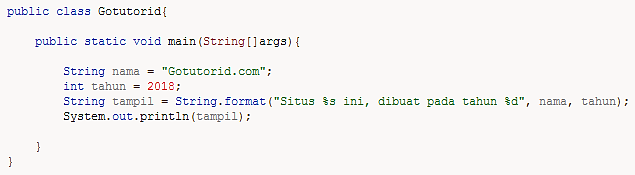 public class Gotutorid{
public static void main(String[]args){
String nama = "Gotutorid.com";
int tahun = 2018;
String tampil = String.format("Situs %s ini, dibuat pada tahun %d", nama, tahun);
System.out.println(tampil);
}
}